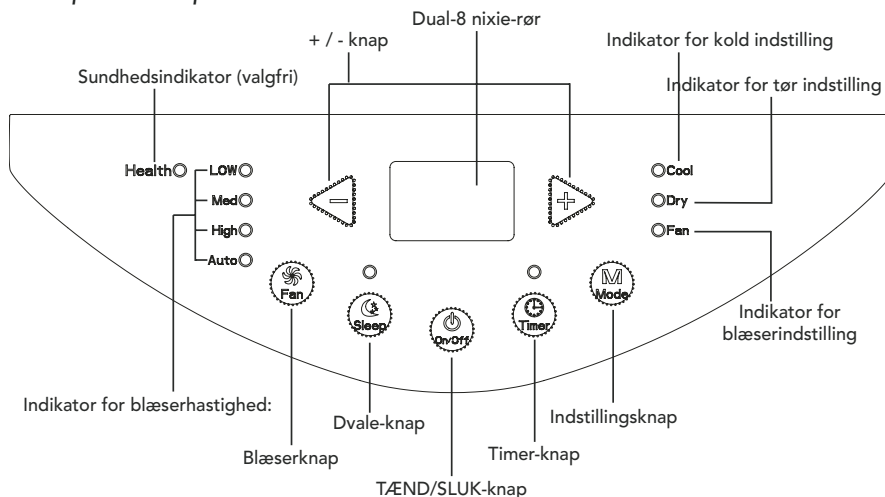 Dual-8 nixie-rør
+ / - knap
Indikator for kold indstilling
Sundhedsindikator (valgfri)
Indikator for tør indstilling
Health
LOW
Med
High
Auto
−
+
Cool
Dry
Fan
Fan
Sleep
On/Off
Timer
M
Mode
Indikator for
blæserindstilling
Indikator for blæserhastighed:
Dvale-knap
Indstillingsknap
Blæserknap
Timer-knap
TÆND/SLUK-knap